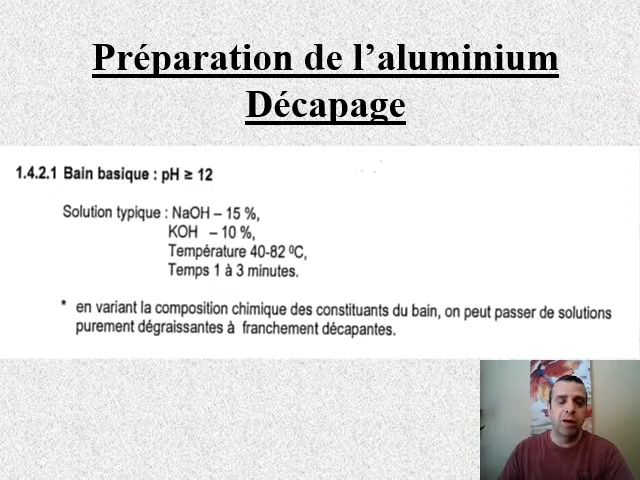 Préparation de l’aluminium
Décapage
1.4.2.1 Bain basique : pH ≥ 12
Solution typique : NaOH – 15 %,
KOH – 10 %,
Température 40-82 ⁰C,
Temps 1 à 3 minutes.
* en variant la composition chimique des constituants du bain, on peut passer de solutions
purement dégraissantes à franchement décapantes.